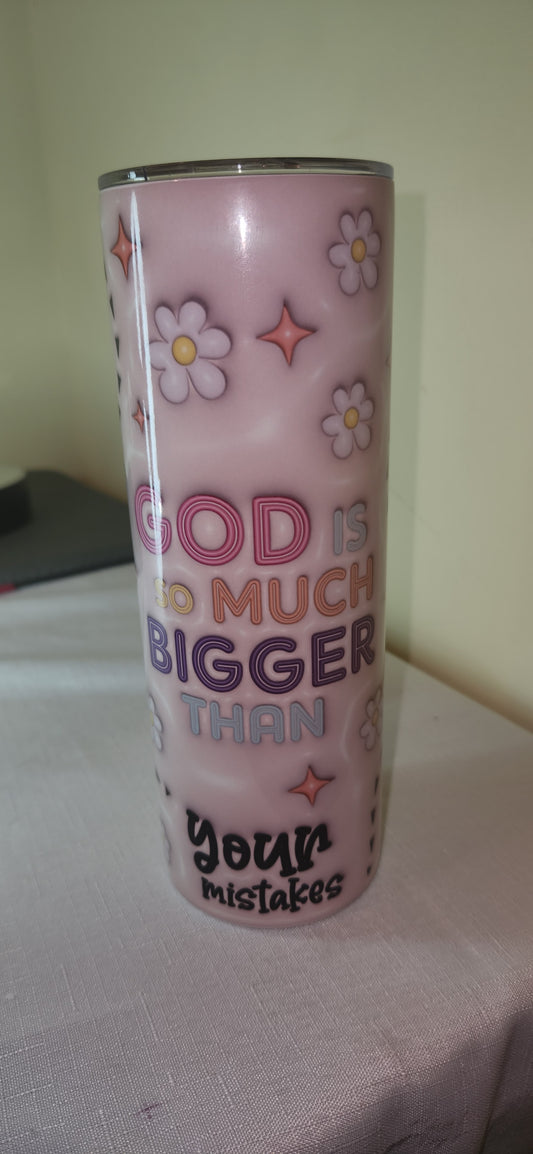 GOD IS
SO MUCH
BIGGER
THAN
your
mistakes